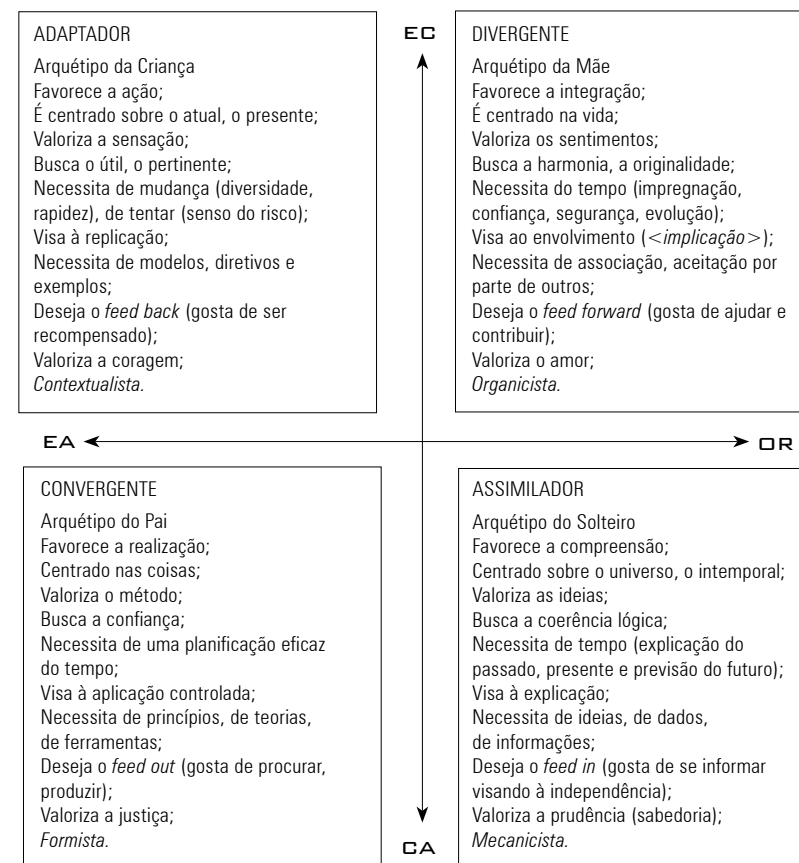 ADAPTADOR
Arquétipo da Criança
Favorece a ação;
É centrado sobre o atual, o presente;
Valoriza a sensação;
Busca o útil, o pertinente;
Necessita de mudança (diversidade,
rapidez), de tentar (senso do risco);
Visa à replicação;
Necessita de modelos, diretivos e
exemplos;
Deseja o feed back (gosta de ser
recompensado);
Valoriza a coragem;
Contextualista.
EC
DIVERGENTE
Arquétipo da Mãe
Favorece a integração;
É centrado na vida;
Valoriza os sentimentos;
Busca a harmonia, a originalidade;
Necessita do tempo (impregnação,
confiança, segurança, evolução);
Visa ao envolvimento (<implicação>);
Necessita de associação, aceitação por
parte de outros;
Deseja o feed forward (gosta de ajudar e
contribuir);
Valoriza o amor;
Organicista.
EA
OR
CONVERGENTE
Arquétipo do Pai
Favorece a realização;
Centrado nas coisas;
Valoriza o método;
Busca a confiança;
Necessita de uma planificação eficaz
do tempo;
Visa à aplicação controlada;
Necessita de princípios, de teorias,
de ferramentas;
Deseja o feed out (gosta de procurar,
produzir);
Valoriza a justiça;
Formista.
CA
ASSIMILADOR
Arquétipo do Solteiro
Favorece a compreensão;
Centrado sobre o universo, o intemporal;
Valoriza as ideias;
Busca a coerência lógica;
Necessita de tempo (explicação do
passado, presente e previsão do futuro);
Visa à explicação;
Necessita de ideias, de dados,
de informações;
Deseja o feed in (gosta de se informar
visando à independência);
Valoriza a prudência (sabedoria);
Mecanicista.